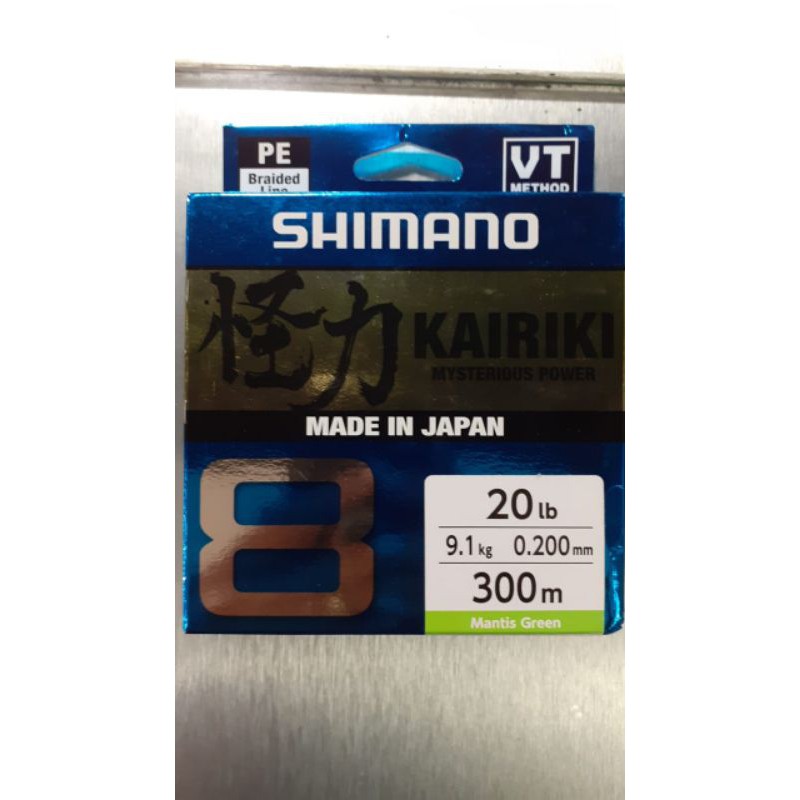 PE
Braided
Line
VT
METHOD
SHIMANO
怪力 KAIRIKI
MYSTERIOUS POWER
MADE IN JAPAN
8
20 lb
9.1 kg 0.200 mm
300 m
Mantis Green